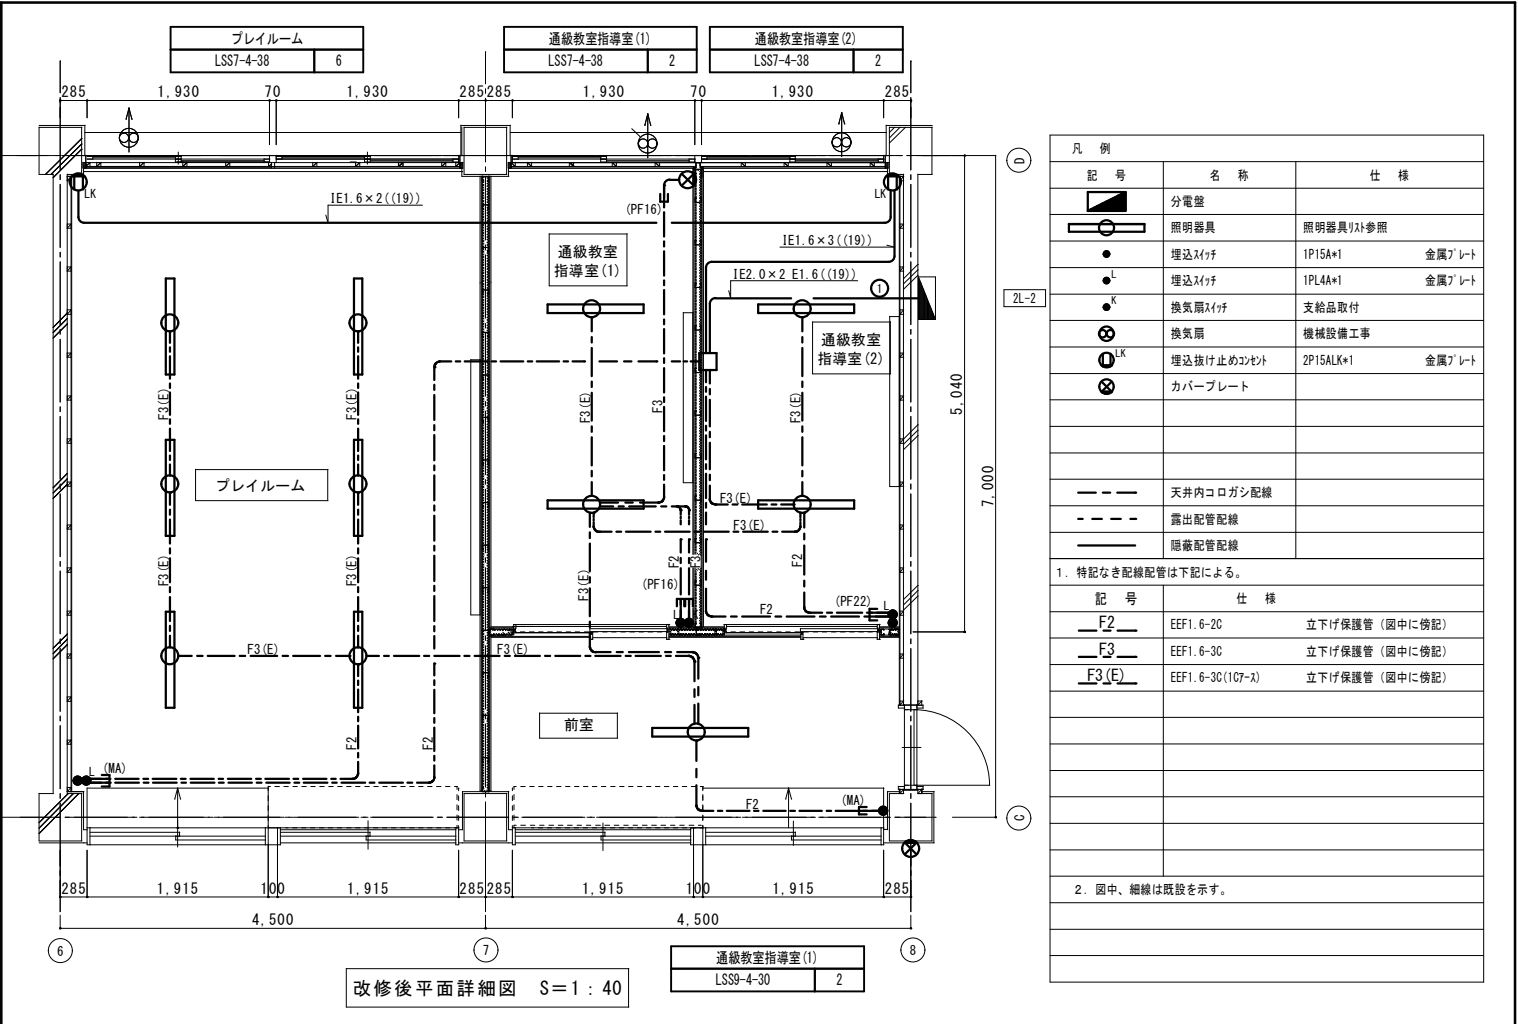 プレイルーム
LSS7-4-38 6
通級教室指導室(1)
LSS7-4-38 2
通級教室指導室(2)
LSS7-4-38 2
285 1,930 70 1,930 285 285 1,930 70 1,930 285
LK
IE1.6×2((19))
(PF16)
LK
通級教室
指導室(1)
IE1.6×3((19))
IE2.0×2 E1.6((19))
1
2L-2
通級教室
指導室(2)
F3(E)
F3(E)
F3(E)
F3
F3(E)
5,040
7,000
プレイルーム
F3(E)
F3(E)
F3(E)
F3(E)
F3(E)
F2
F3
F2
(PF16)
L
F2
(PF22)
L
F3(E)
F3(E)
前室
F2
F2
L (MA)
F2
(MA)
285 1,915 100 1,915 285 285 1,915 100 1,915 285
4,500 4,500
6 7 8
D
C
改修後平面詳細図 S=1:40
通級教室指導室(1)
LSS9-4-30 2
凡 例
記 号 名 称 仕 様
分電盤
照明器具 照明器具リスト参照
埋込スイッチ 1P15A*1 金属プレート
L 埋込スイッチ 1PL4A*1 金属プレート
K 換気扇スイッチ 支給品取付
換気扇 機械設備工事
LK 埋込抜け止めコンセント 2P15ALK*1 金属プレート
カバープレート
天井内コロガシ配線
露出配管配線
隠蔽配管配線
1. 特記なき配線配管は下記による。
記 号 仕 様
F2 EEF1.6-2C 立下げ保護管（図中に傍記）
F3 EEF1.6-3C 立下げ保護管（図中に傍記）
F3(E) EEF1.6-3C(1Cアース) 立下げ保護管（図中に傍記）
2. 図中、細線は既設を示す。